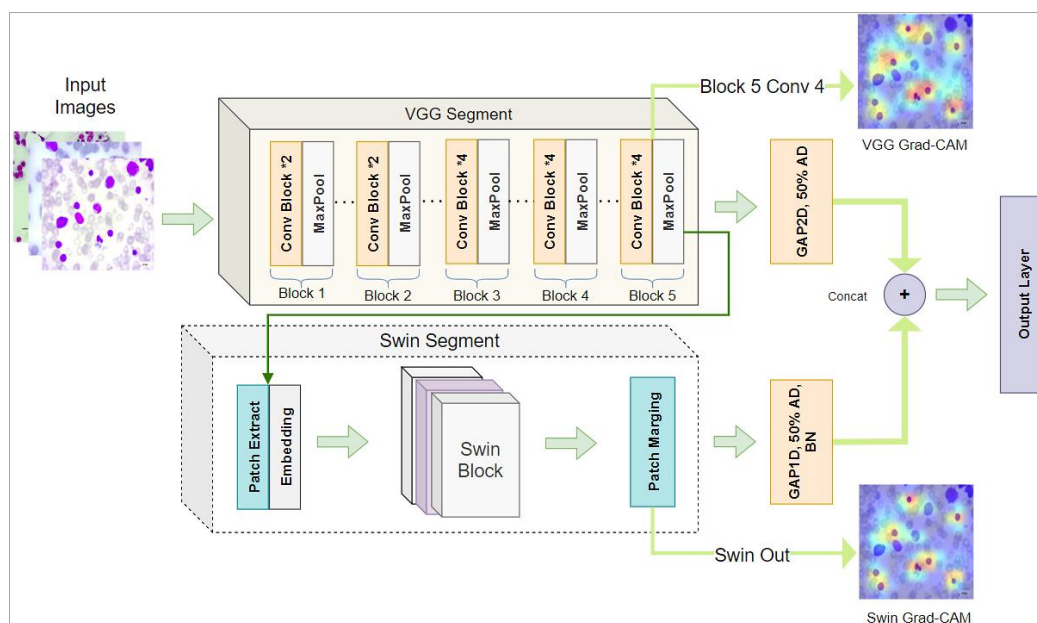 Input
Images
VGG Segment
Conv Block *2
MaxPool
Block 1
Conv Block *2
MaxPool
Block 2
Conv Block *4
MaxPool
Block 3
Conv Block *4
MaxPool
Block 4
Conv Block *4
MaxPool
Block 5
Block 5 Conv 4
VGG Grad-CAM
GAP2D, 50% AD
Concat
+
Output Layer
Swin Segment
Patch Extract
Embedding
Swin
Block
Patch Marging
GAP1D, 50% AD,
BN
Swin Out
Swin Grad-CAM